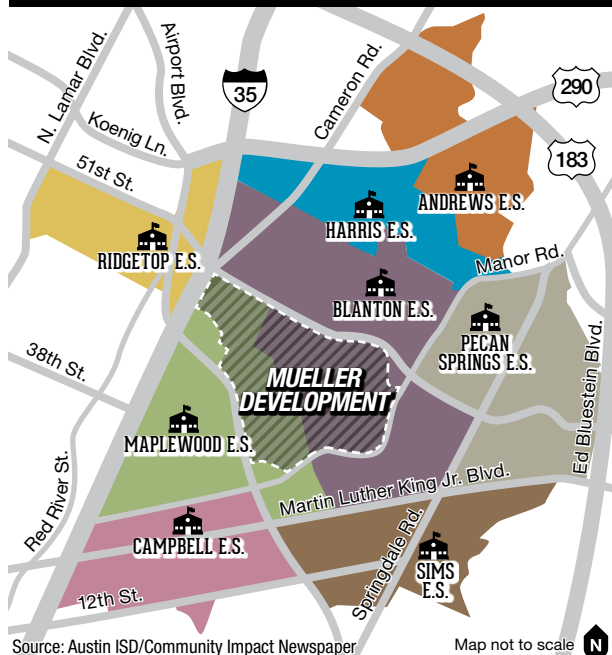 N. Lamar Blvd.
Airport Blvd.
Koenig Ln.
51st St.
35
Cameron Rd.
290
183
ANDREWS E.S.
HARRIS E.S.
RIDGETOP E.S.
Manor Rd.
BLANTON E.S.
PECAN
SPRINGS E.S.
38th St.
MUELLER
DEVELOPMENT
Ed Bluestein Blvd.
MAPLEWOOD E.S.
Red River St.
Martin Luther King Jr. Blvd.
CAMPBELL E.S.
Springdale Rd.
SIMS
E.S.
12th St.
Source: Austin ISD/Community Impact Newspaper
Map not to scale N